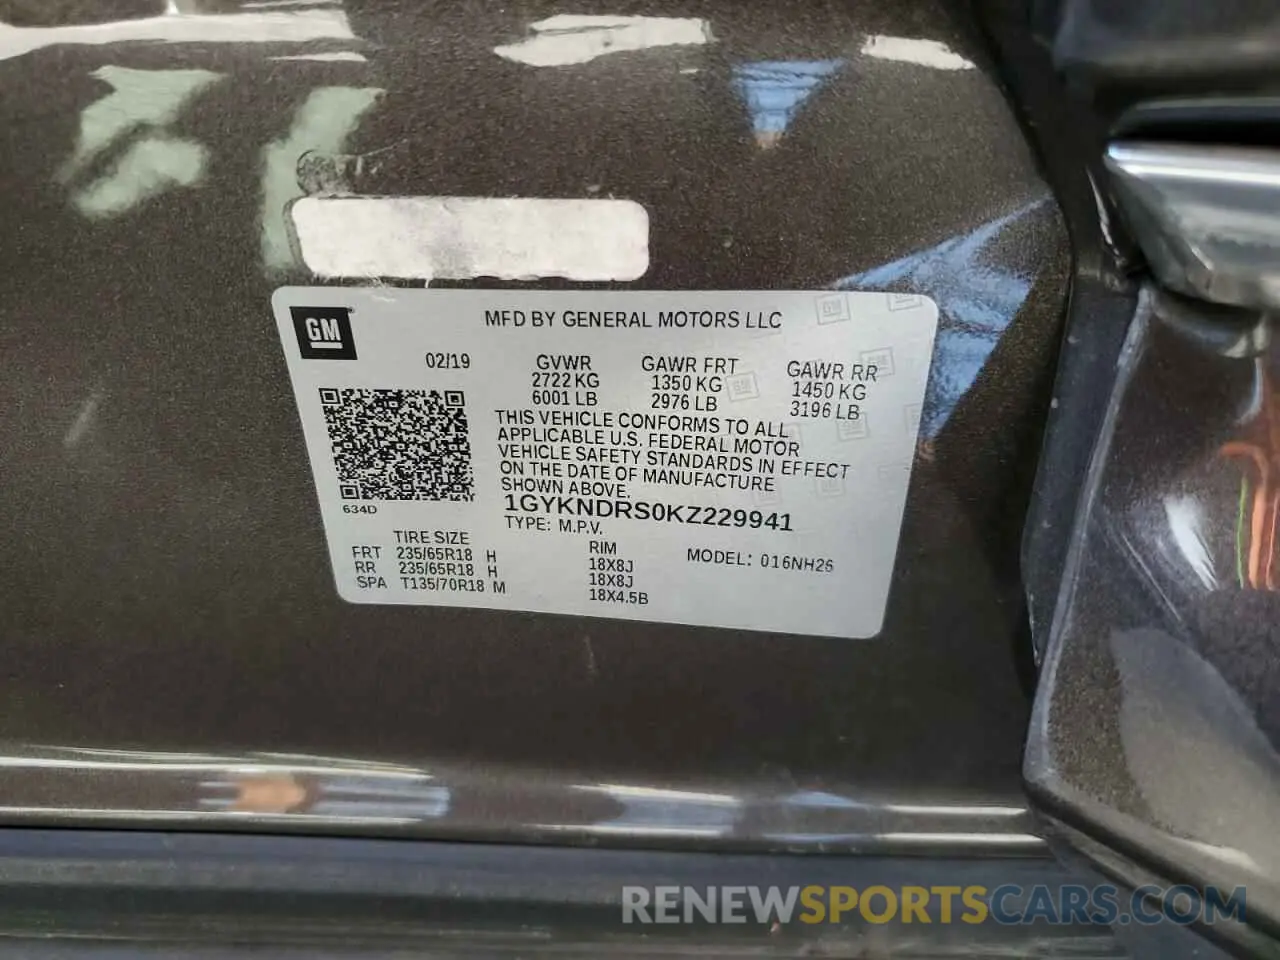 GM
MFD BY GENERAL MOTORS LLC
02/19
GVWR
2722 KG
6001 LB
GAWR FRT
1350 KG
2976 LB
GAWR RR
1450 KG
3196 LB
THIS VEHICLE CONFORMS TO ALL
APPLICABLE U.S. FEDERAL MOTOR
VEHICLE SAFETY STANDARDS IN EFFECT
ON THE DATE OF MANUFACTURE
SHOWN ABOVE.
634D
1GYKNDRS0KZ229941
TYPE: M.P.V.
TIRE SIZE
FRT 235/65R18 H
RR 235/65R18 H
SPA T135/70R18 M
RIM
18X8J
18X8J
18X4.5B
MODEL: 016NH26
RENEWSPORTSCARS.COM